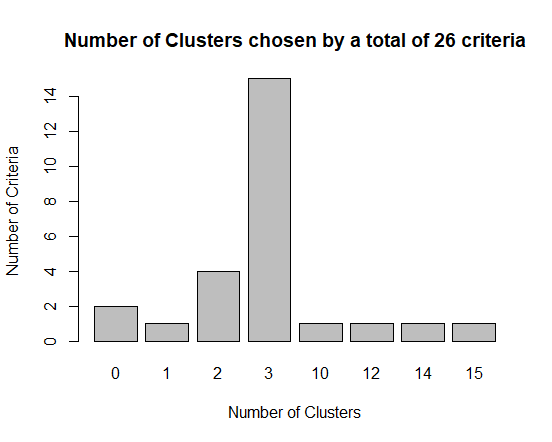 Number of Clusters chosen by a total of 26 criteria
Number of Criteria
14
12
10
8
6
4
2
0
0 1 2 3 10 12 14 15
Number of Clusters